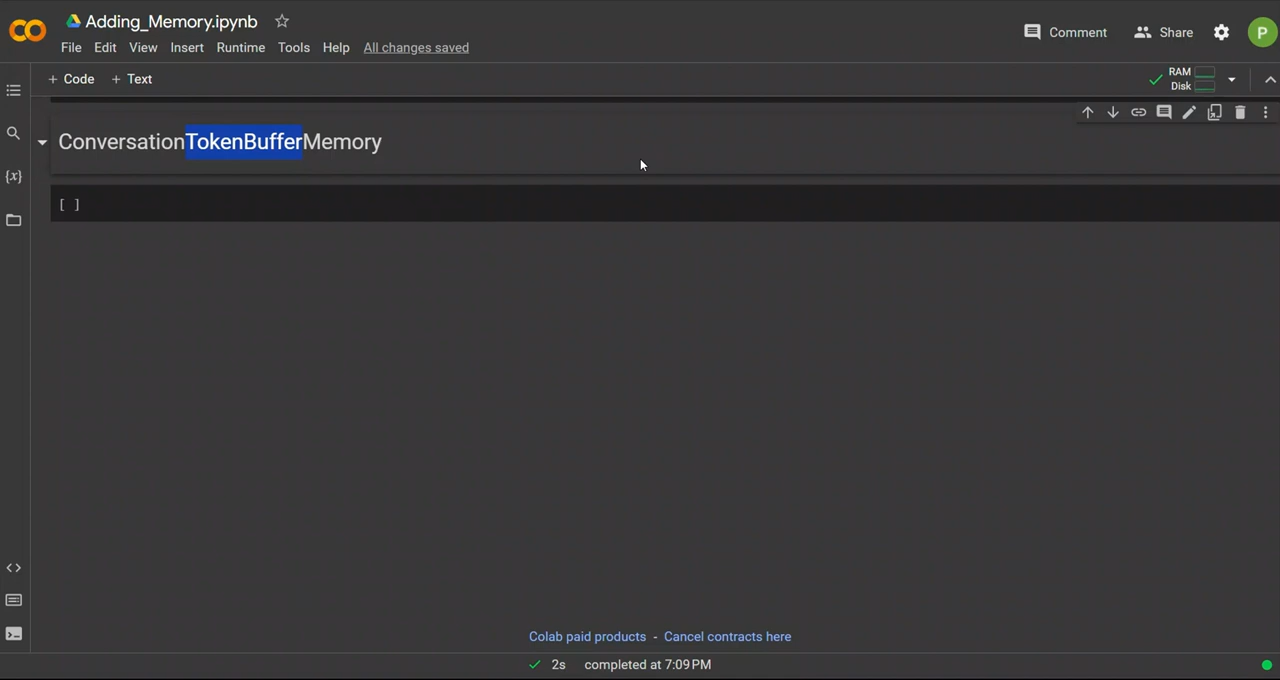 Adding_Memory.ipynb
File Edit View Insert Runtime Tools Help All changes saved
Comment Share P
+ Code + Text
RAM
Disk
ConversationTokenBufferMemory
{x}
[ ]
Colab paid products - Cancel contracts here
2s completed at 7:09 PM